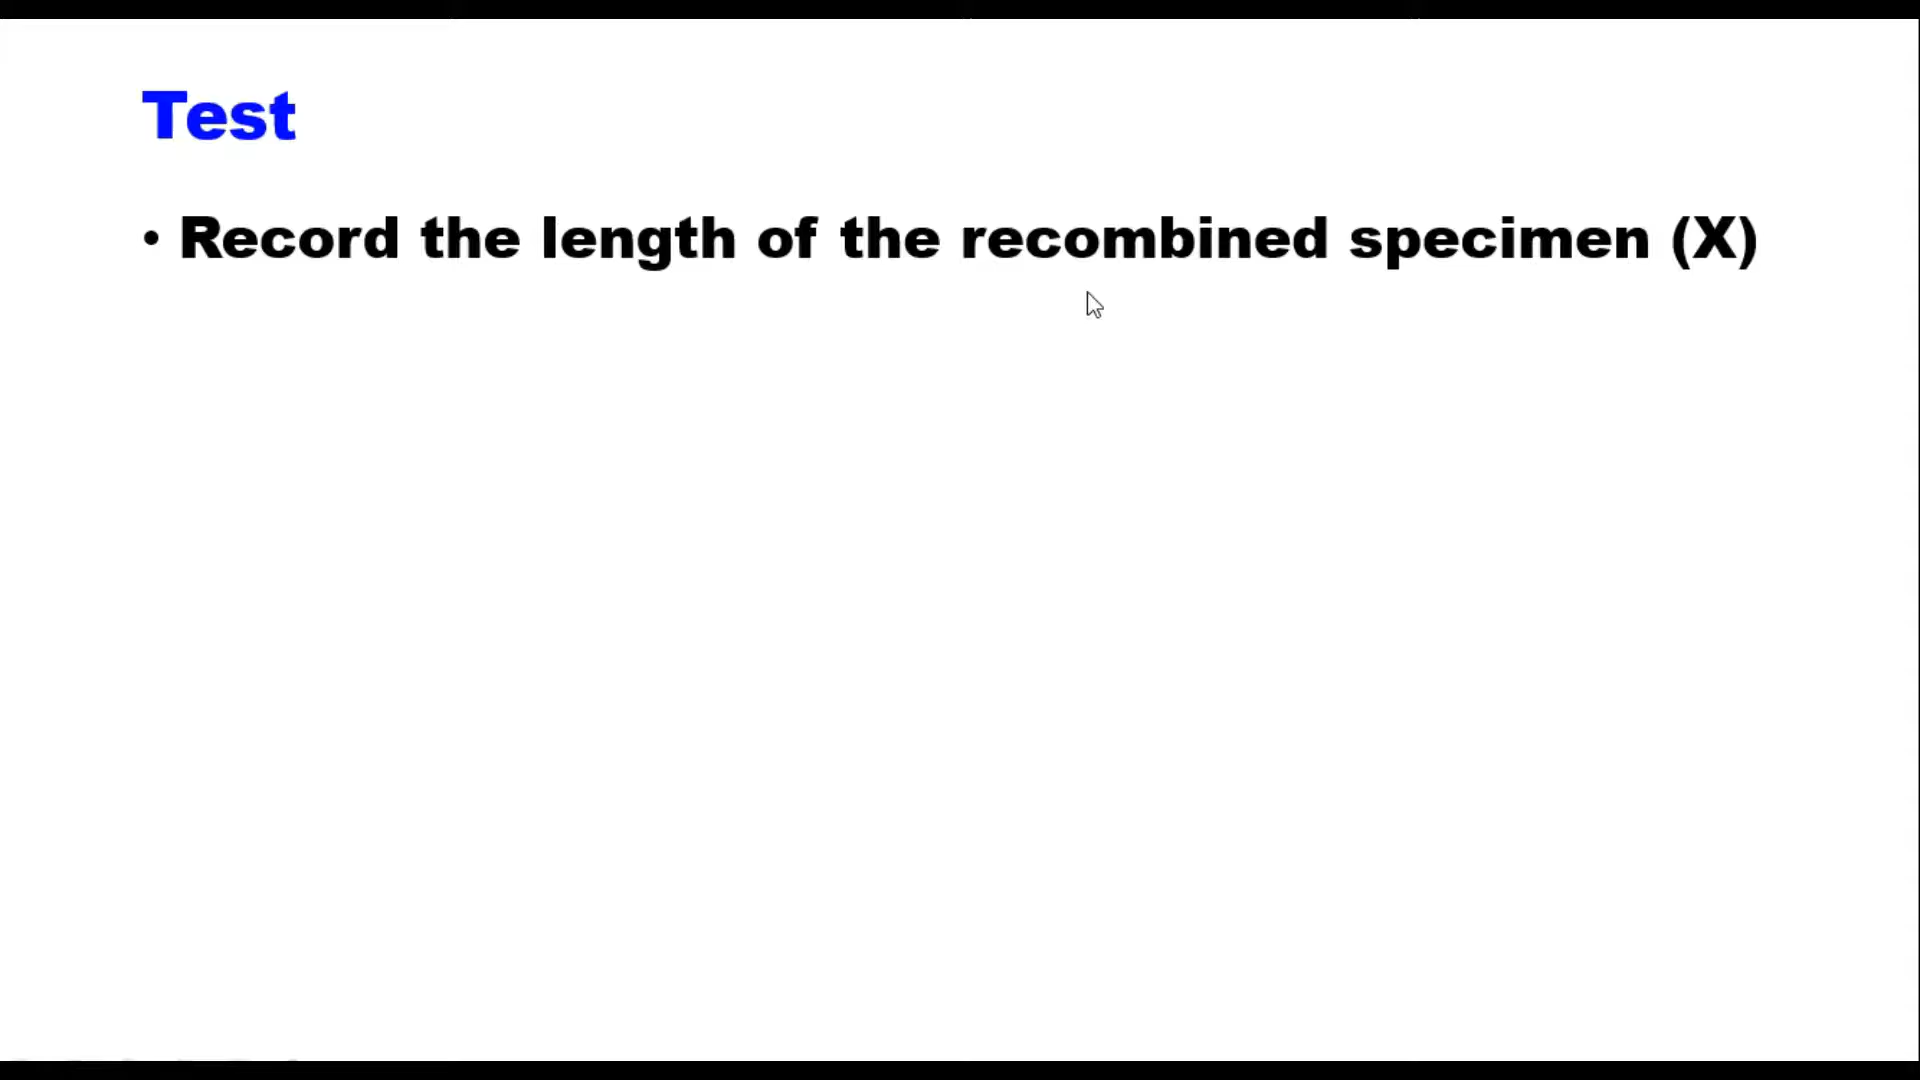 Test
• Record the length of the recombined specimen (X)